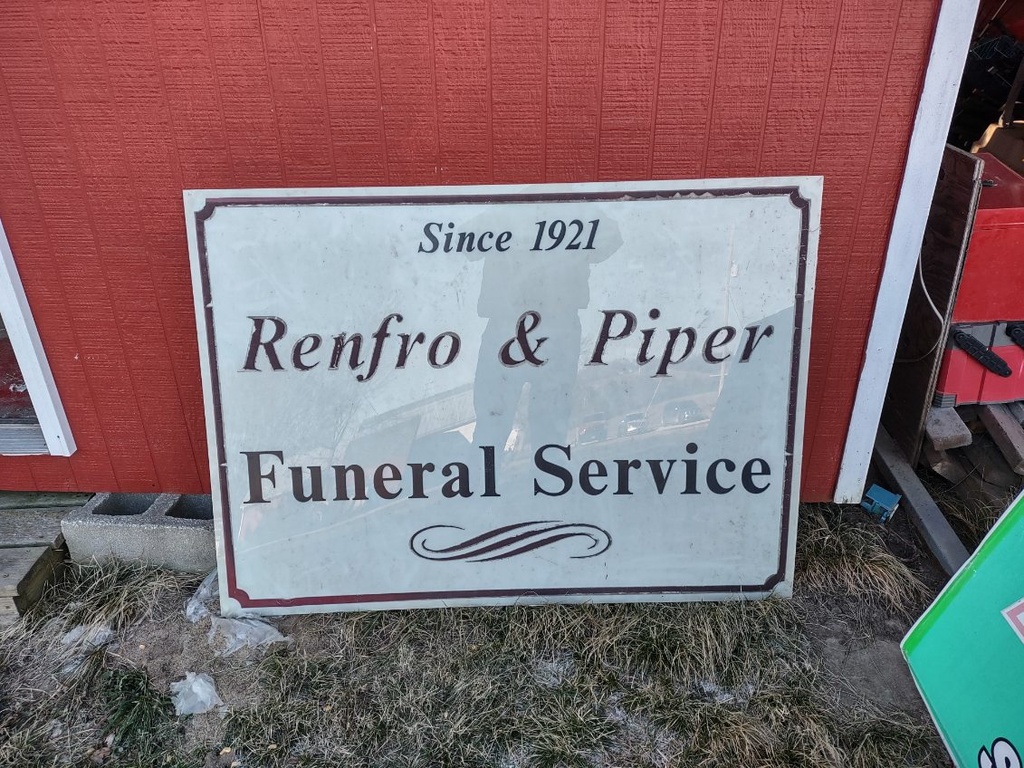 Since 1921
Renfro & Piper
Funeral Service